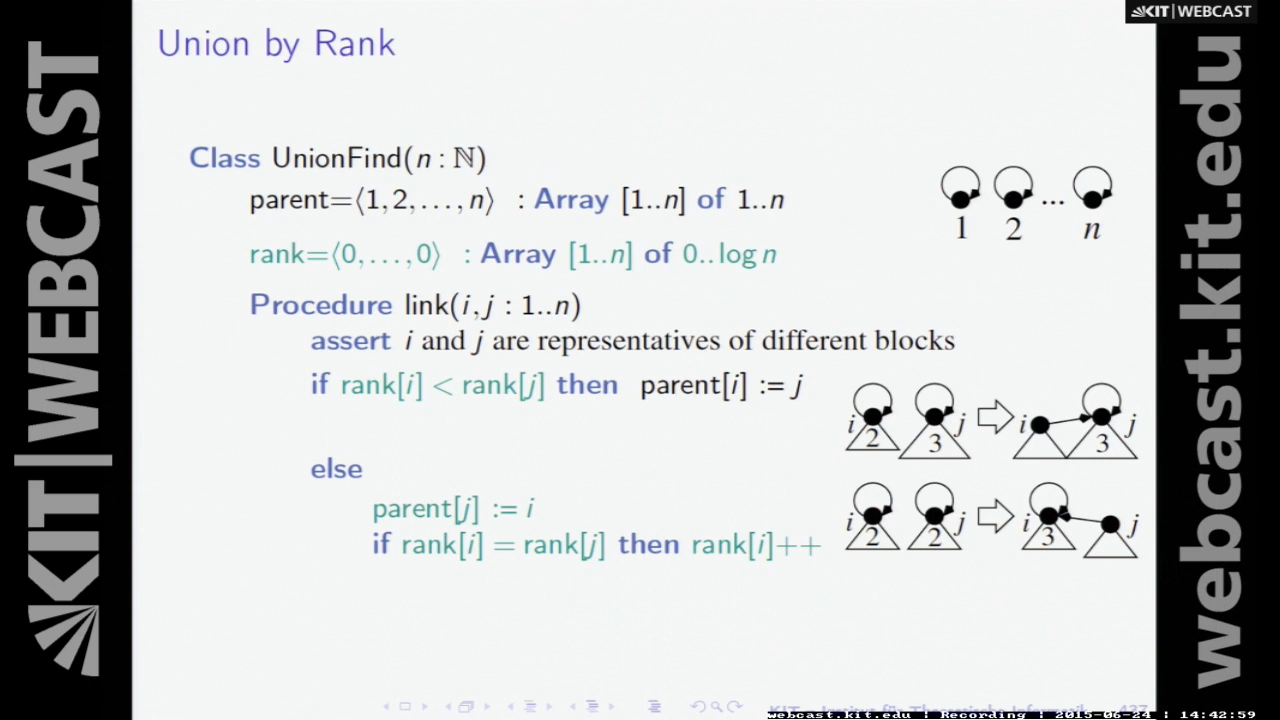 KIT | WEBCAST
KIT | WEBCAST
webcast.kit.edu
Union by Rank
Class UnionFind(n : ℕ)
parent=⟨1,2,...,n⟩ : Array [1..n] of 1..n
1 2 ... n
rank=⟨0,...,0⟩ : Array [1..n] of 0..log n
Procedure link(i,j : 1..n)
assert i and j are representatives of different blocks
if rank[i] < rank[j] then parent[i] := j
i 2 3 j i 3 j
else
parent[j] := i
i 2 2 j i 3 j
if rank[i] = rank[j] then rank[i]++
webcast.kit.edu : Recording : 2015-06-24 : 14:42:59